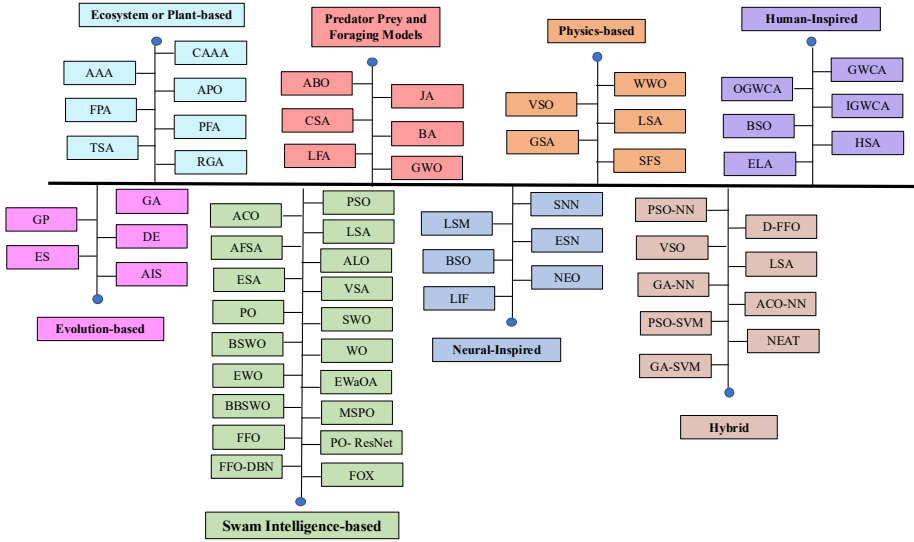 Ecosystem or Plant-based
CAAA
AAA
APO
FPA
PFA
TSA
RGA
Predator Prey and
Foraging Models
ABO
JA
CSA
BA
LFA
GWO
Physics-based
WWO
VSO
LSA
GSA
SFS
Human-Inspired
GWCA
OGWCA
IGWCA
BSO
HSA
ELA
GA
GP
DE
ES
AIS
Evolution-based
PSO
ACO
LSA
AFSA
ALO
ESA
VSA
PO
SWO
BSWO
WO
EWO
EWaOA
BBSWO
MSPO
FFO
PO- ResNet
FFO-DBN
FOX
Swam Intelligence-based
SNN
LSM
ESN
BSO
NEO
LIF
Neural-Inspired
PSO-NN
D-FFO
VSO
LSA
GA-NN
ACO-NN
PSO-SVM
NEAT
GA-SVM
Hybrid